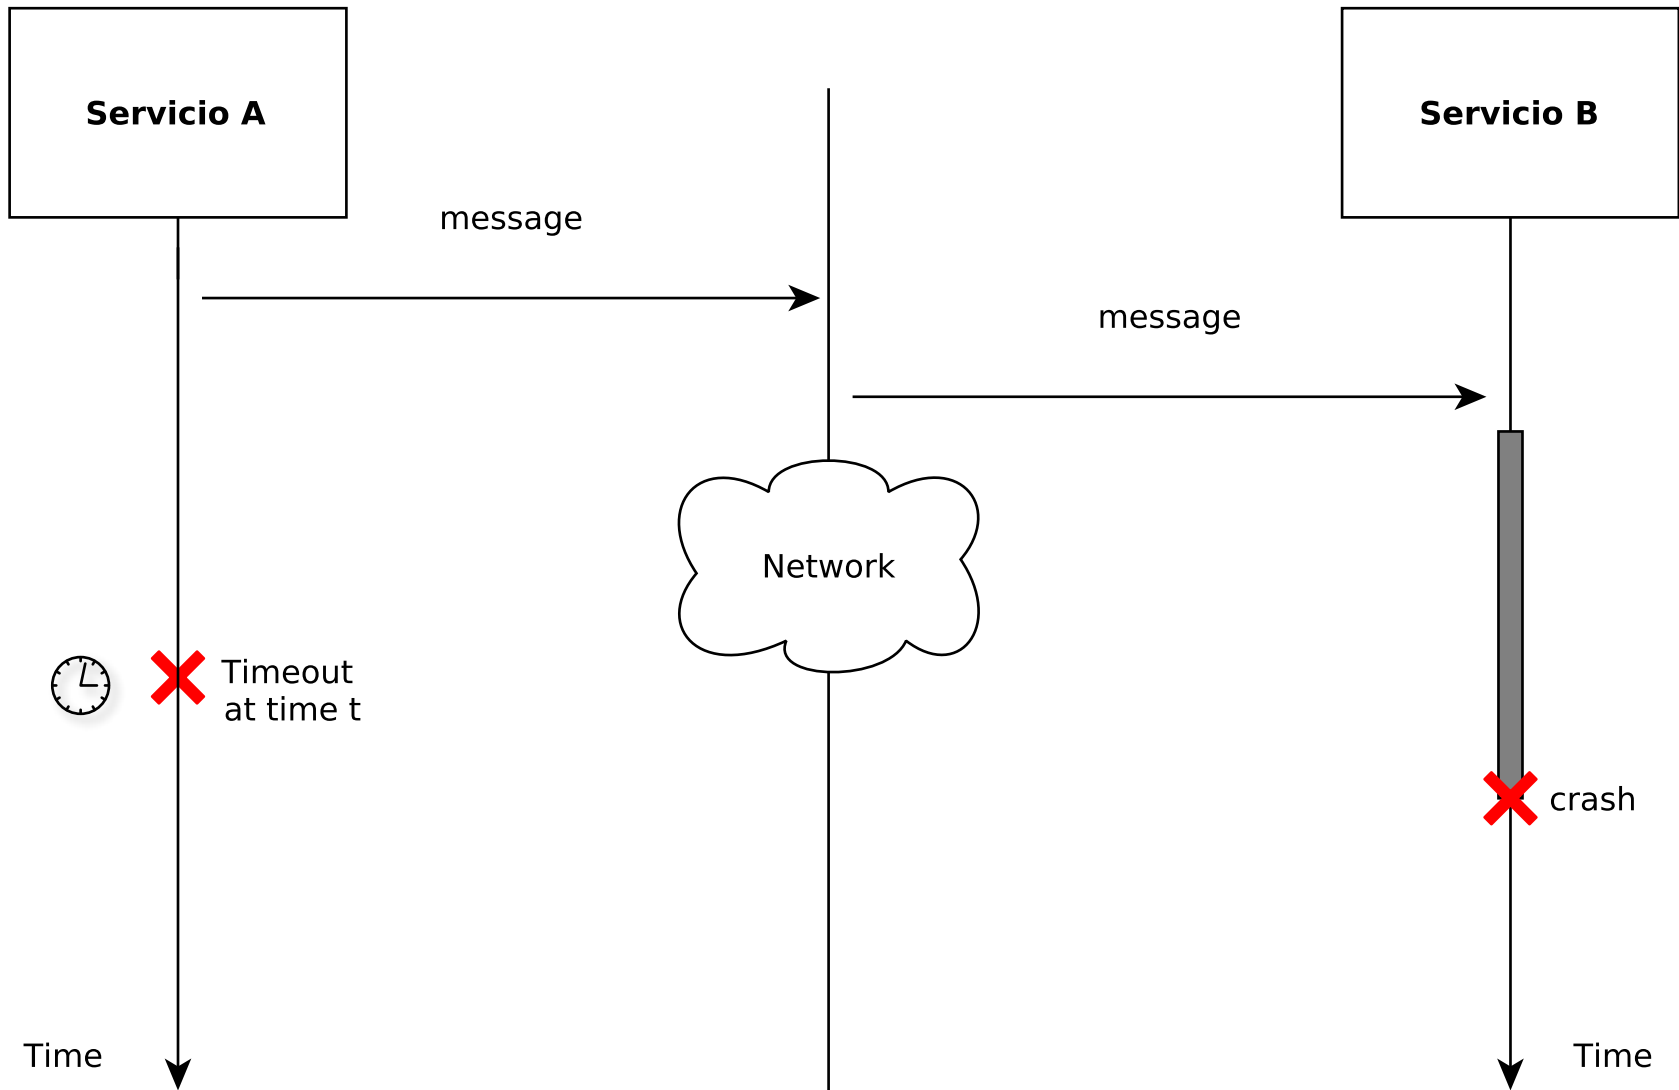 Servicio A
Servicio B
message
message
Network
Timeout
at time t
crash
Time
Time